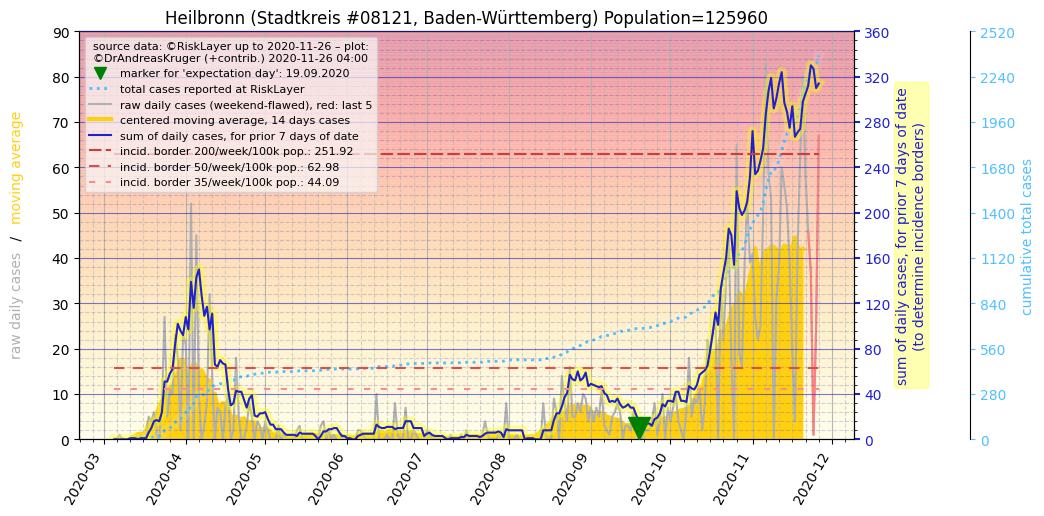 Heilbronn (Stadtkreis #08121, Baden-Württemberg) Population=125960
source data: ©RiskLayer up to 2020-11-26 – plot:
©DrAndreasKruger (+contrib.) 2020-11-26 04:00
marker for 'expectation day': 19.09.2020
total cases reported at RiskLayer
raw daily cases (weekend-flawed), red: last 5
centered moving average, 14 days cases
sum of daily cases, for prior 7 days of date
incid. border 200/week/100k pop.: 251.92
incid. border 50/week/100k pop.: 62.98
incid. border 35/week/100k pop.: 44.09
raw daily cases / moving average
90
80
70
60
50
40
30
20
10
0
2020-03
2020-04
2020-05
2020-06
2020-07
2020-08
2020-09
2020-10
2020-11
2020-12
360
320
280
240
200
160
120
80
40
0
sum of daily cases, for prior 7 days of date
(to determine incidence borders)
2520
2240
1960
1680
1400
1120
840
560
280
0
cumulative total cases